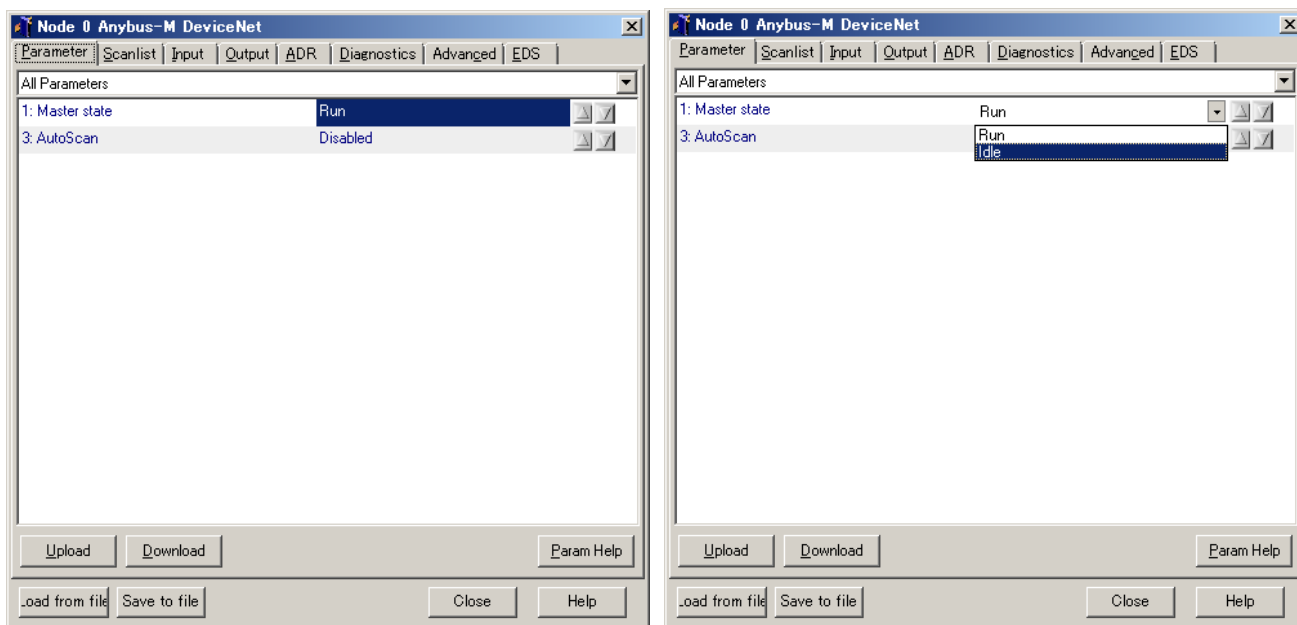 Node 0 Anybus-M DeviceNet
Parameter Scanlist Input Output ADR Diagnostics Advanced EDS
All Parameters
1: Master state Run
3: AutoScan Disabled
Upload Download Param Help
Load from file Save to file Close Help
Node 0 Anybus-M DeviceNet
Parameter Scanlist Input Output ADR Diagnostics Advanced EDS
All Parameters
1: Master state Run
3: AutoScan Run
Idle
Upload Download Param Help
Load from file Save to file Close Help